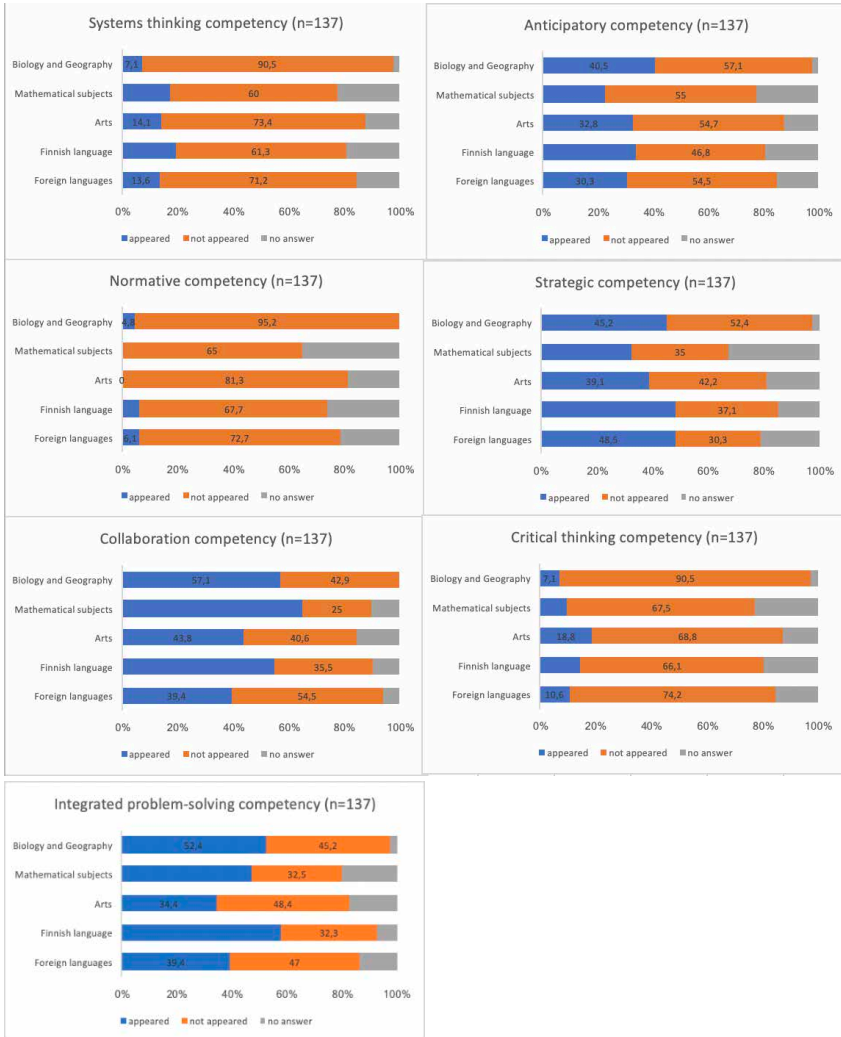 Systems thinking competency (n=137)
Biology and Geography 7,1 90,5
Mathematical subjects 60
Arts 14,1 73,4
Finnish language 61,3
Foreign languages 13,6 71,2
0% 20% 40% 60% 80% 100%
appeared not appeared no answer
Anticipatory competency (n=137)
Biology and Geography 40,5 57,1
Mathematical subjects 55
Arts 32,8 54,7
Finnish language 46,8
Foreign languages 30,3 54,5
0% 20% 40% 60% 80% 100%
appeared not appeared no answer
Normative competency (n=137)
Biology and Geography 4,8 95,2
Mathematical subjects 65
Arts 0 81,3
Finnish language 67,7
Foreign languages 6,1 72,7
0% 20% 40% 60% 80% 100%
appeared not appeared no answer
Strategic competency (n=137)
Biology and Geography 45,2 52,4
Mathematical subjects 35
Arts 39,1 42,2
Finnish language 37,1
Foreign languages 48,5 30,3
0% 20% 40% 60% 80% 100%
appeared not appeared no answer
Collaboration competency (n=137)
Biology and Geography 57,1 42,9
Mathematical subjects 25
Arts 43,8 40,6
Finnish language 35,5
Foreign languages 39,4 54,5
0% 20% 40% 60% 80% 100%
appeared not appeared no answer
Critical thinking competency (n=137)
Biology and Geography 7,1 90,5
Mathematical subjects 67,5
Arts 18,8 68,8
Finnish language 66,1
Foreign languages 10,6 74,2
0% 20% 40% 60% 80% 100%
appeared not appeared no answer
Integrated problem-solving competency (n=137)
Biology and Geography 52,4 45,2
Mathematical subjects 32,5
Arts 34,4 48,4
Finnish language 32,3
Foreign languages 39,4 47
0% 20% 40% 60% 80% 100%
appeared not appeared no answer